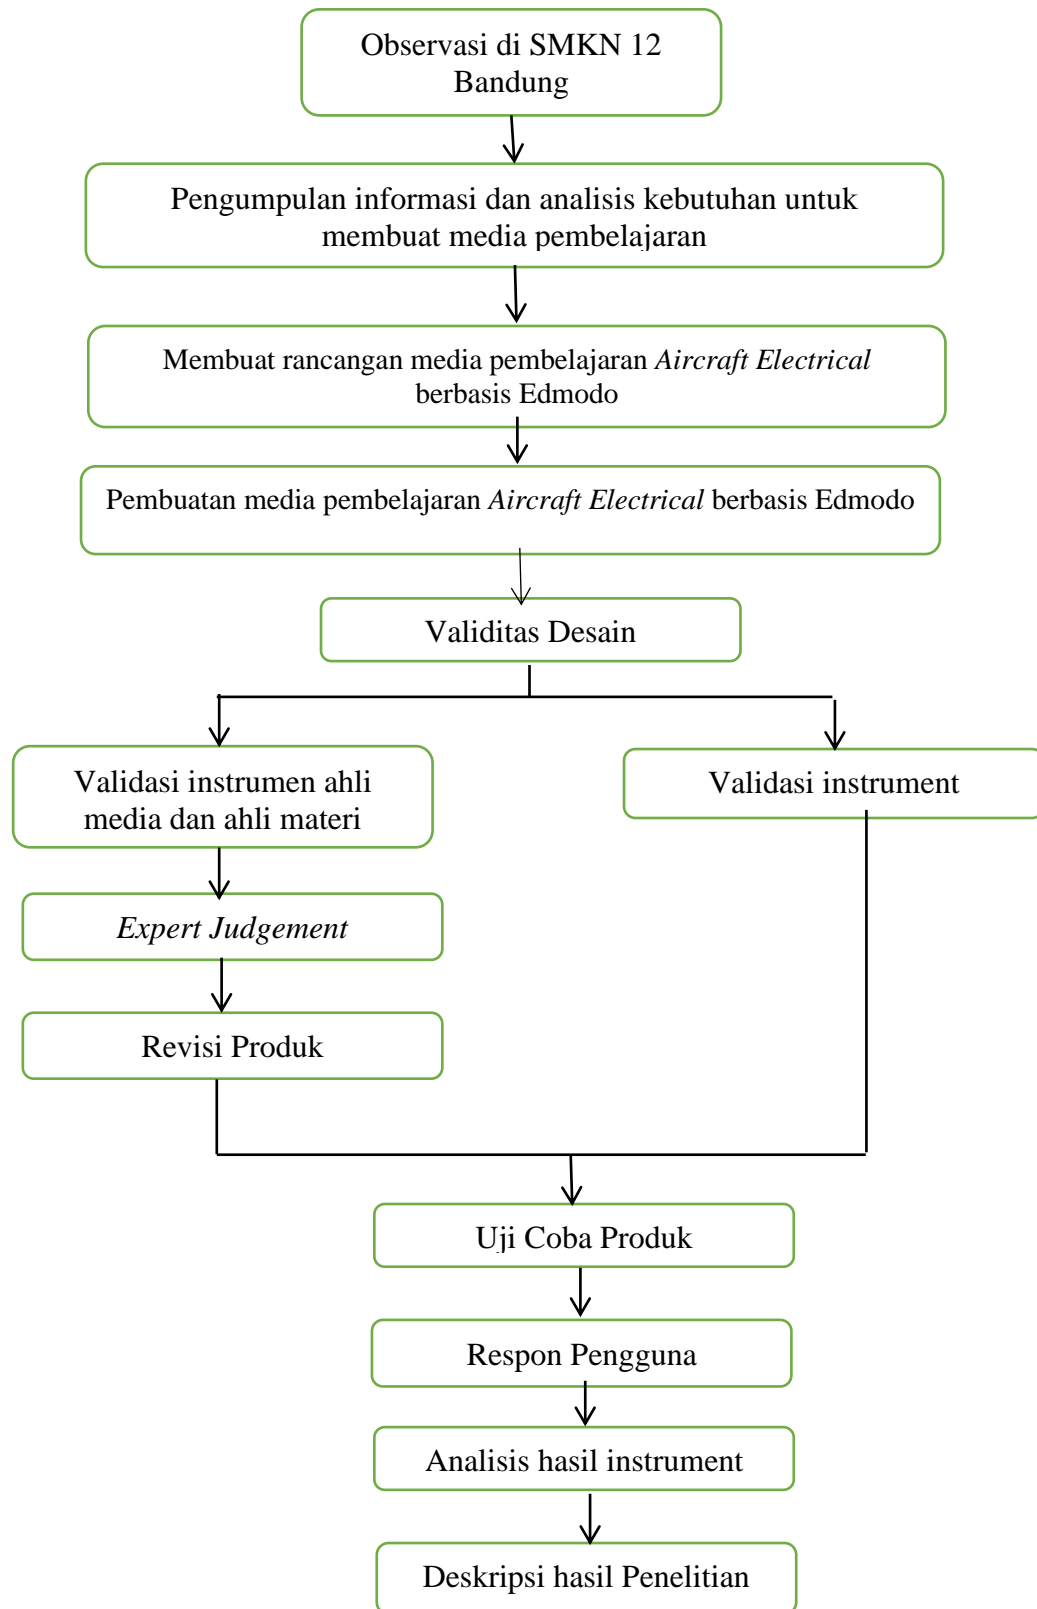 Observasi di SMKN 12
Bandung
Pengumpulan informasi dan analisis kebutuhan untuk
membuat media pembelajaran
Membuat rancangan media pembelajaran Aircraft Electrical
berbasis Edmodo
Pembuatan media pembelajaran Aircraft Electrical berbasis Edmodo
Validitas Desain
Validasi instrumen ahli
media dan ahli materi
Validasi instrument
Expert Judgement
Revisi Produk
Uji Coba Produk
Respon Pengguna
Analisis hasil instrument
Deskripsi hasil Penelitian